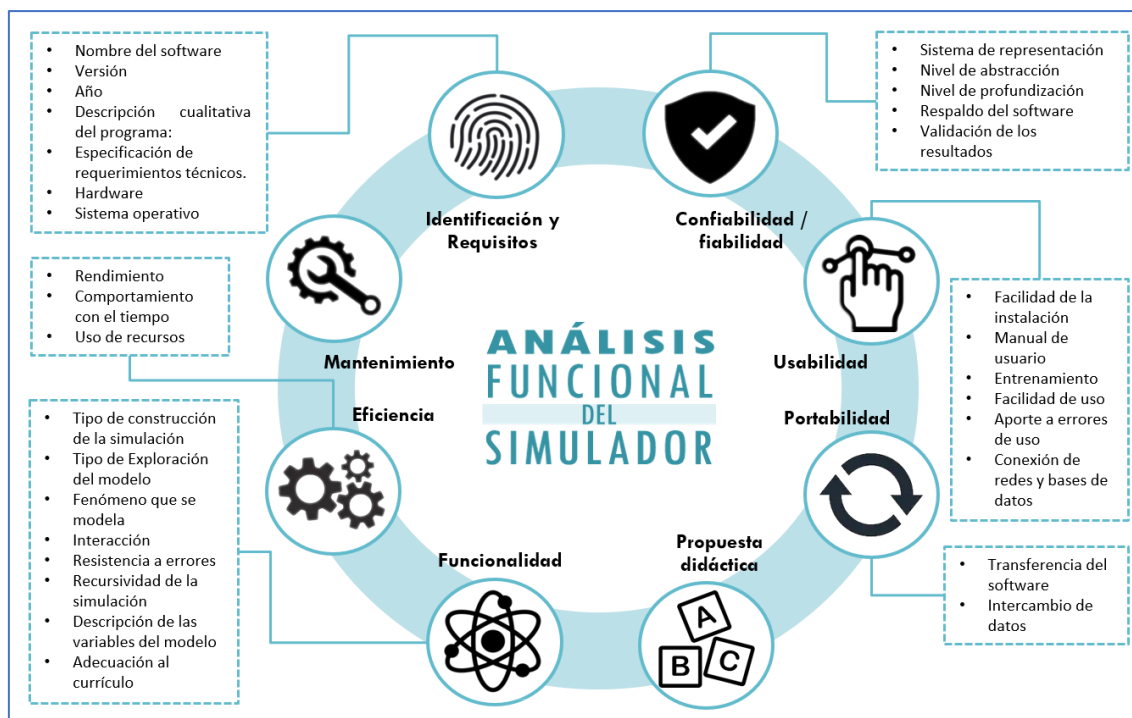 • Nombre del software
• Versión
• Año
• Descripción cualitativa
del programa:
• Especificación de
requerimientos técnicos.
• Hardware
• Sistema operativo
• Sistema de representación
• Nivel de abstracción
• Nivel de profundización
• Respaldo del software
• Validación de los
resultados
Identificación y
Requisitos
Confiabilidad /
fiabilidad
• Rendimiento
• Comportamiento
con el tiempo
• Uso de recursos
Mantenimiento
Usabilidad
• Facilidad de la
instalación
• Manual de
usuario
• Entrenamiento
• Facilidad de uso
• Aporte a errores
de uso
• Conexión de
redes y bases de
datos
ANÁLISIS
FUNCIONAL
DEL
SIMULADOR
Eficiencia
Portabilidad
• Tipo de construcción
de la simulación
• Tipo de Exploración
del modelo
• Fenómeno que se
modela
• Interacción
• Resistencia a errores
• Recursividad de la
simulación
• Descripción de las
variables del modelo
• Adecuación al
currículo
Funcionalidad
Propuesta
didáctica
A
B
C
• Transferencia del
software
• Intercambio de
datos